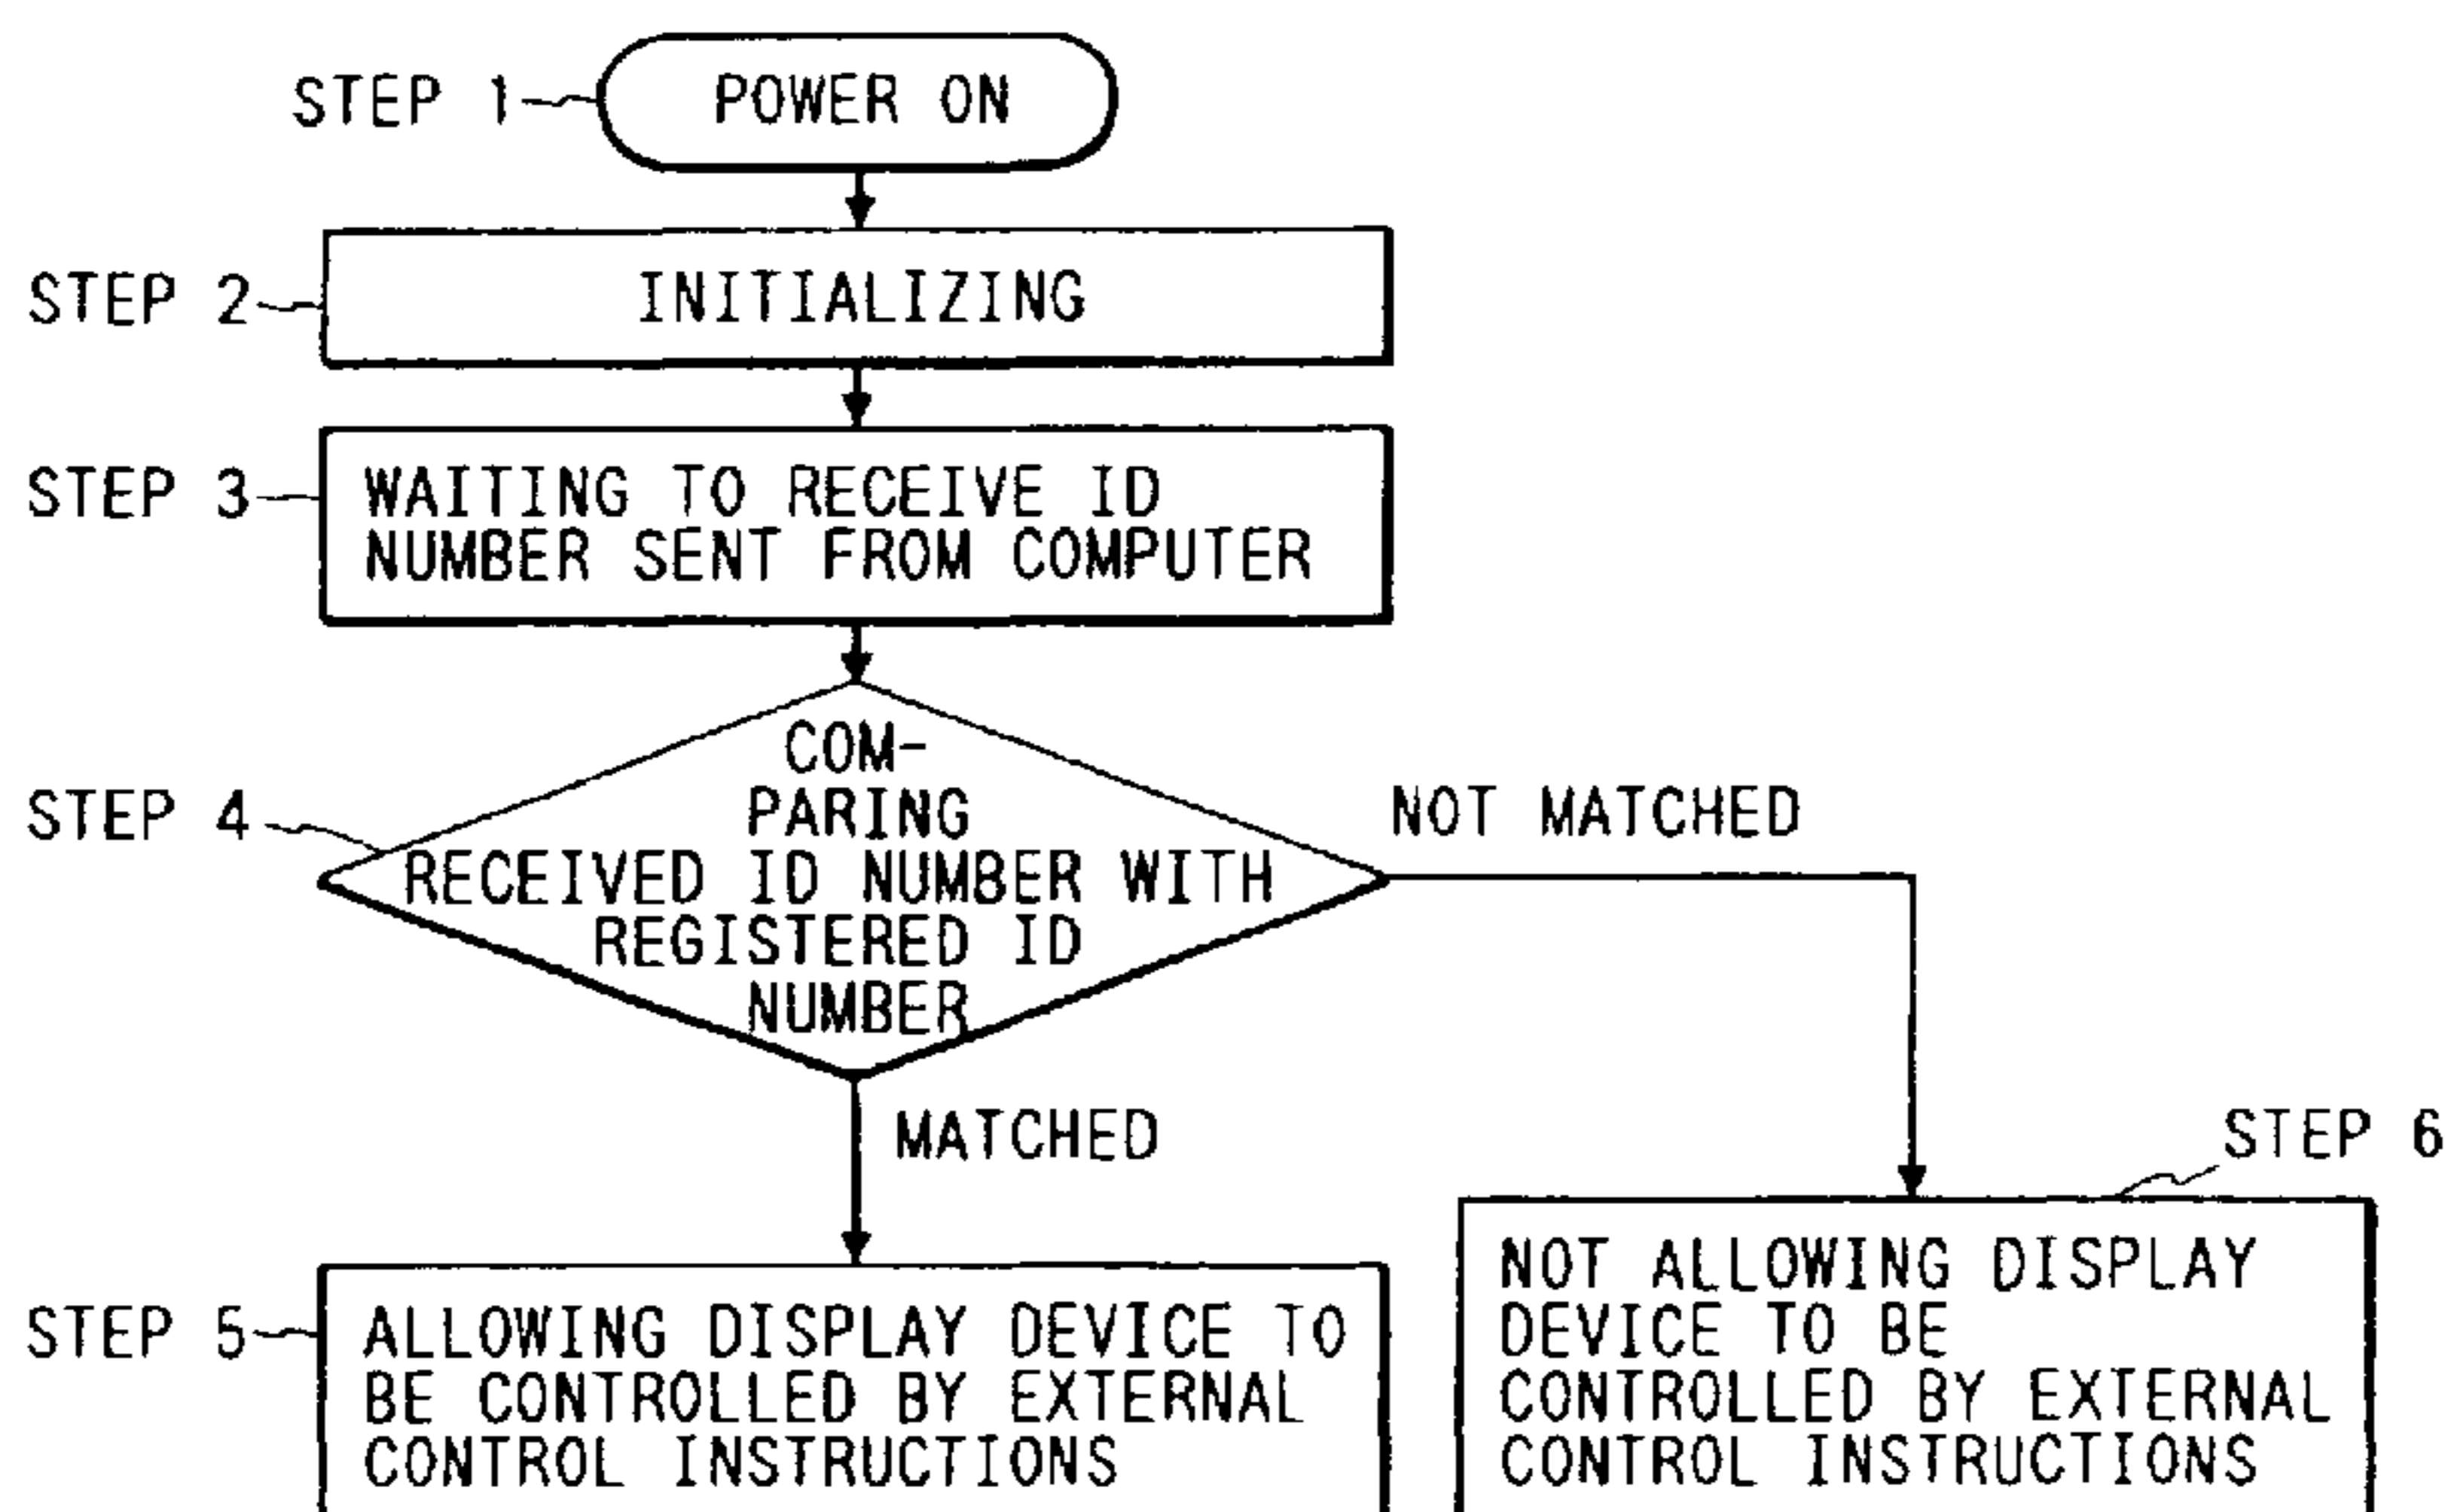 STEP 1
POWER ON
STEP 2
INITIALIZING
STEP 3
WAITING TO RECEIVE ID
NUMBER SENT FROM COMPUTER
STEP 4
COM-
PARING
RECEIVED ID NUMBER WITH
REGISTERED ID
NUMBER
NOT MATCHED
MATCHED
STEP 5
ALLOWING DISPLAY DEVICE TO
BE CONTROLLED BY EXTERNAL
CONTROL INSTRUCTIONS
STEP 6
NOT ALLOWING DISPLAY
DEVICE TO BE
CONTROLLED BY EXTERNAL
CONTROL INSTRUCTIONS